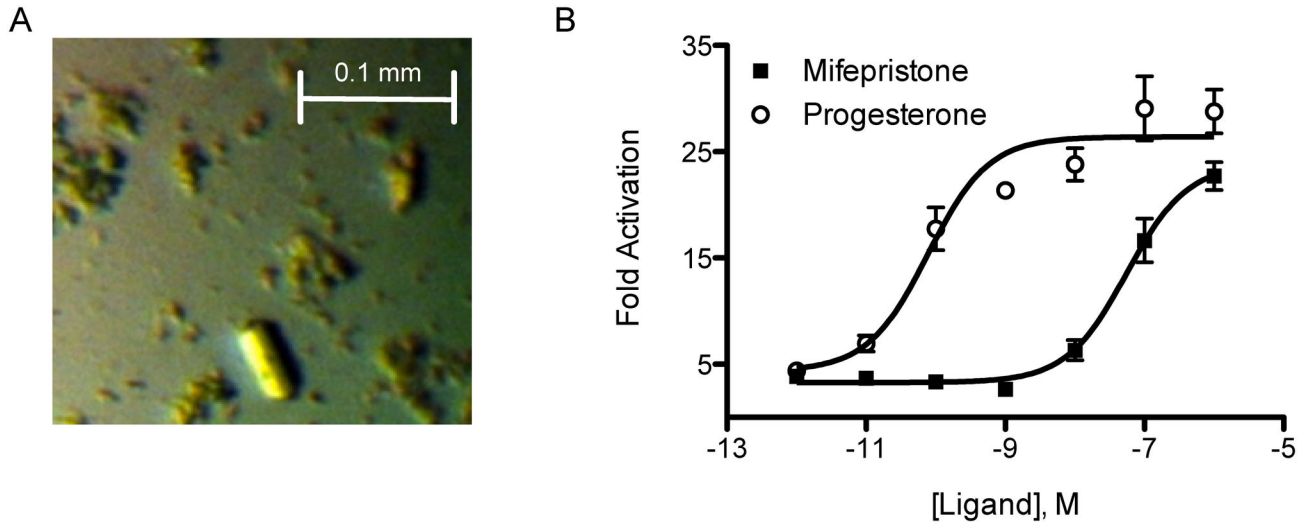 A
0.1 mm
B
Mifepristone
Progesterone
Fold Activation
35
25
15
5
-13
-11
-9
-7
-5
[Ligand], M